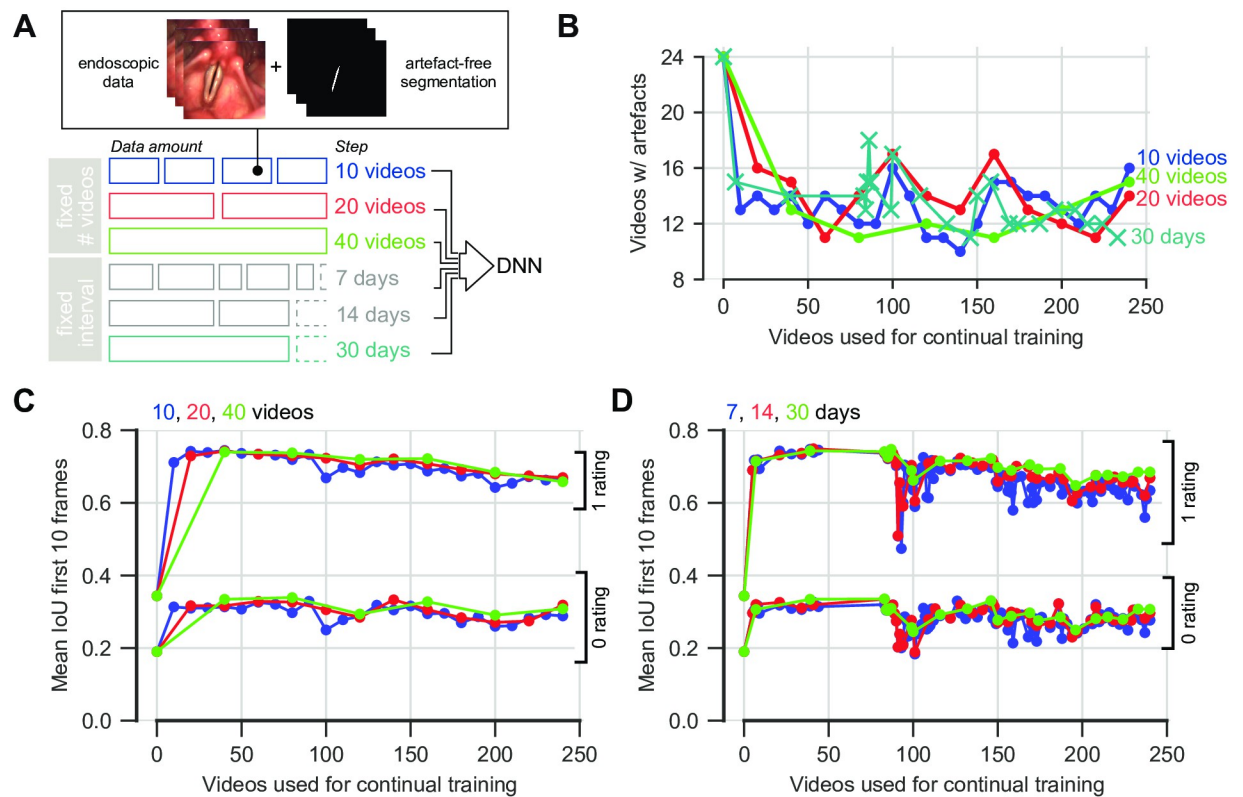 A
endoscopic
data
+
artefact-free
segmentation
Data amount
Step
fixed
# videos
10 videos
20 videos
40 videos
fixed
interval
7 days
14 days
30 days
DNN
B
Videos w/ artefacts
24
20
16
12
8
10 videos
40 videos
20 videos
30 days
0
50
100
150
200
250
Videos used for continual training
C
10, 20, 40 videos
Mean IoU first 10 frames
0.8
0.6
0.4
0.2
0.0
1 rating
0 rating
0
50
100
150
200
250
Videos used for continual training
D
7, 14, 30 days
Mean IoU first 10 frames
0.8
0.6
0.4
0.2
0.0
1 rating
0 rating
0
50
100
150
200
250
Videos used for continual training